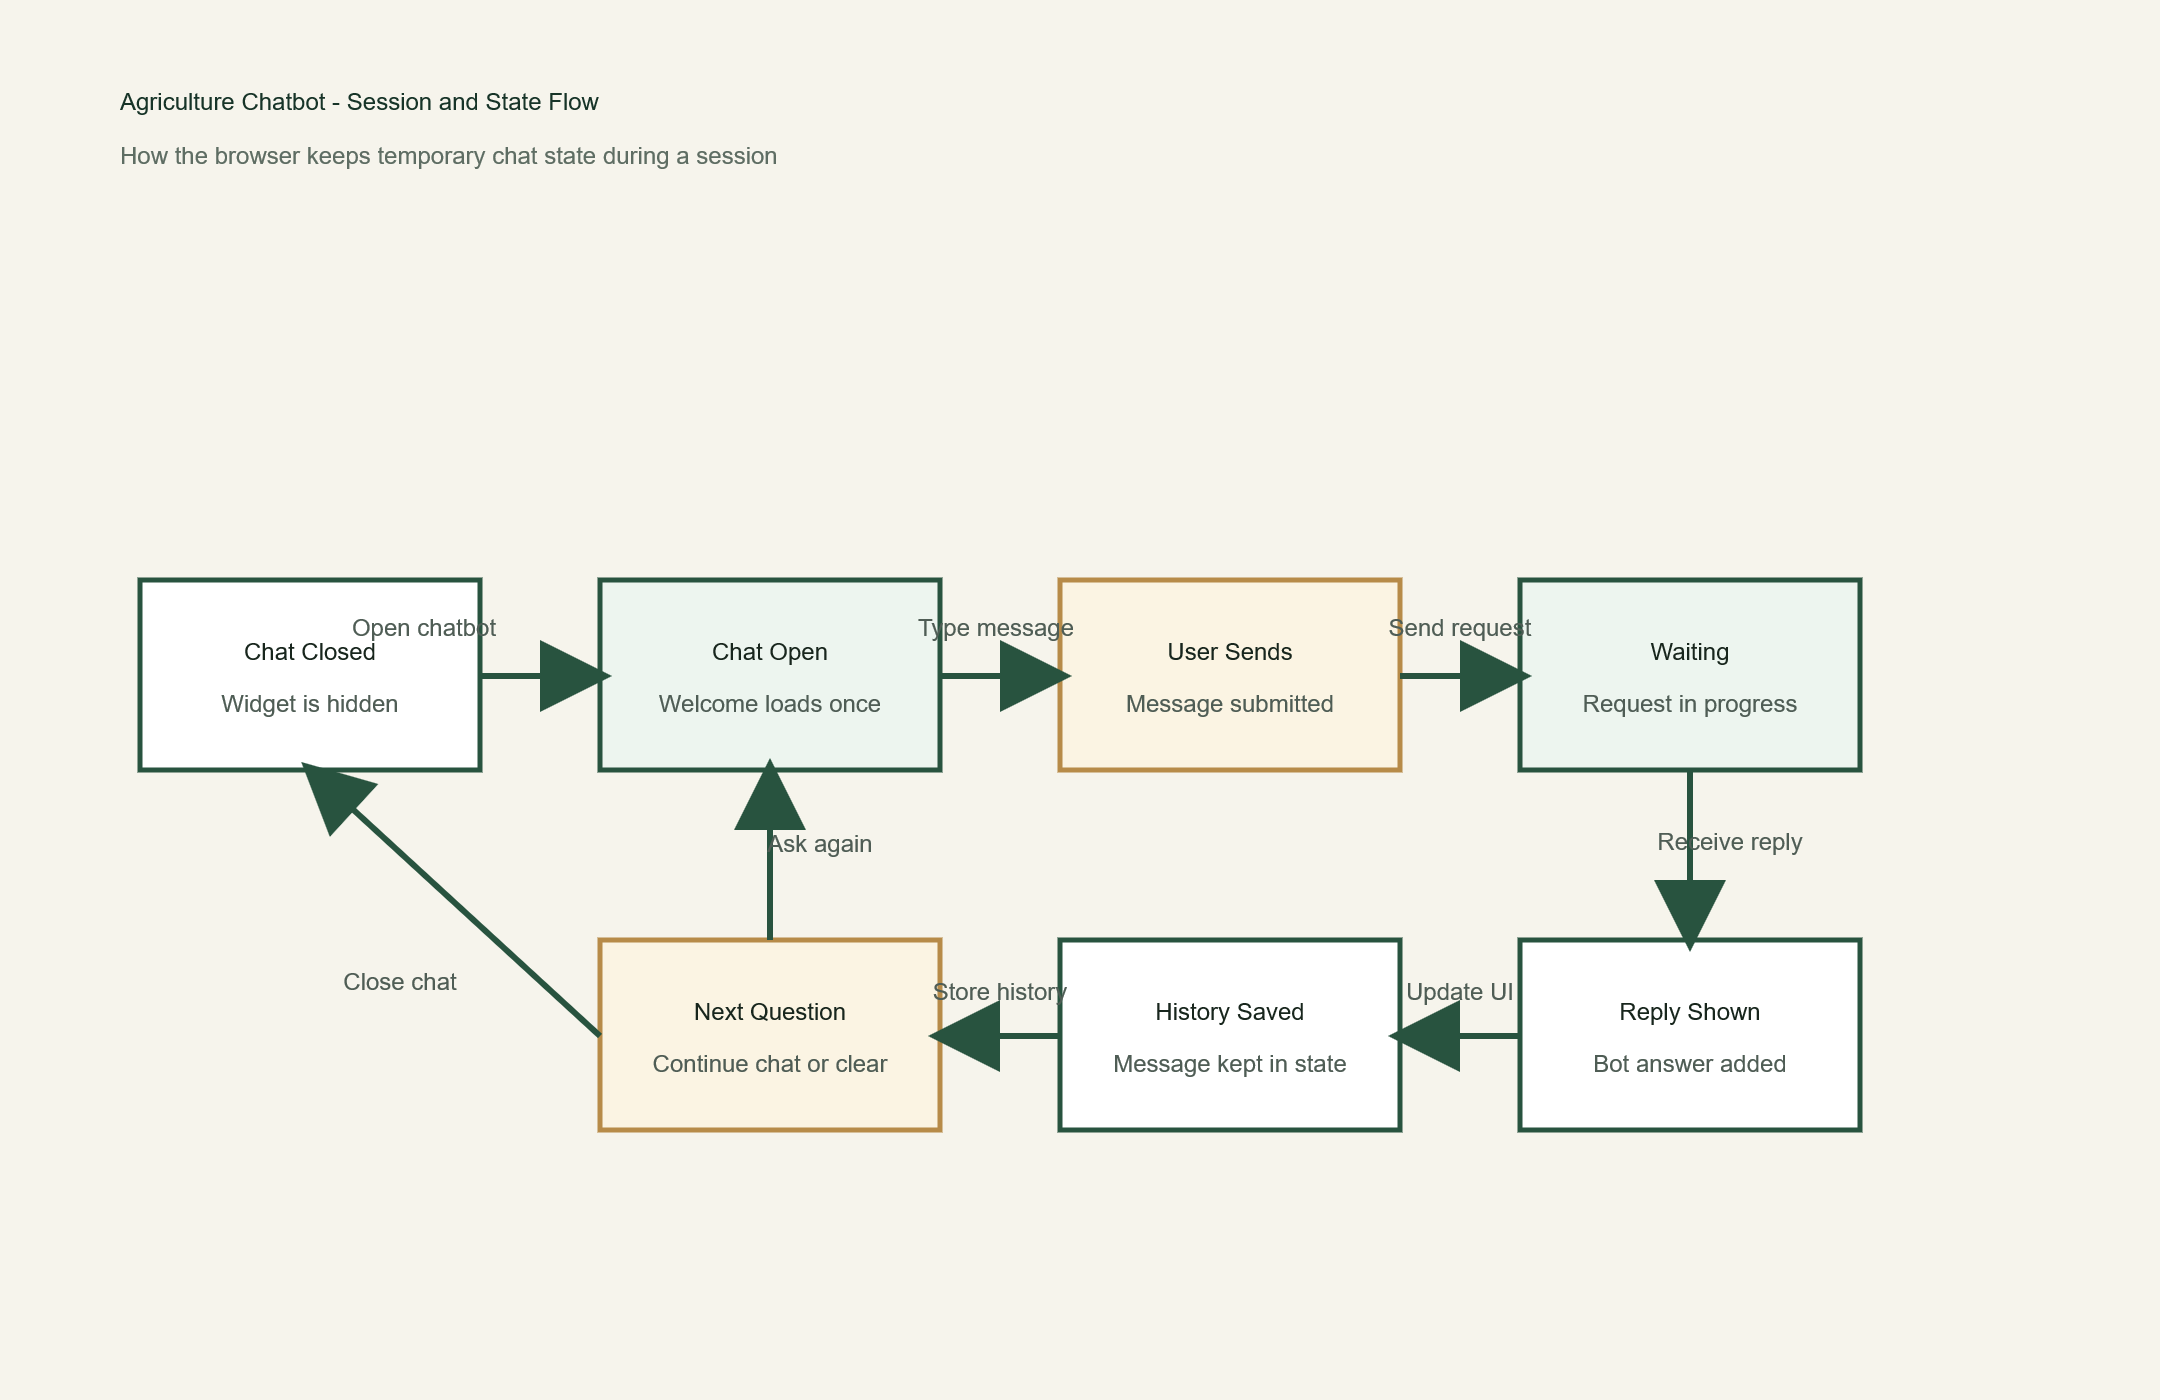 Agriculture Chatbot - Session and State Flow
How the browser keeps temporary chat state during a session
Chat Closed
Widget is hidden
Open chatbot
Chat Open
Welcome loads once
Type message
User Sends
Message submitted
Send request
Waiting
Request in progress
Receive reply
Reply Shown
Bot answer added
Update UI
History Saved
Message kept in state
Store history
Next Question
Continue chat or clear
Ask again
Close chat